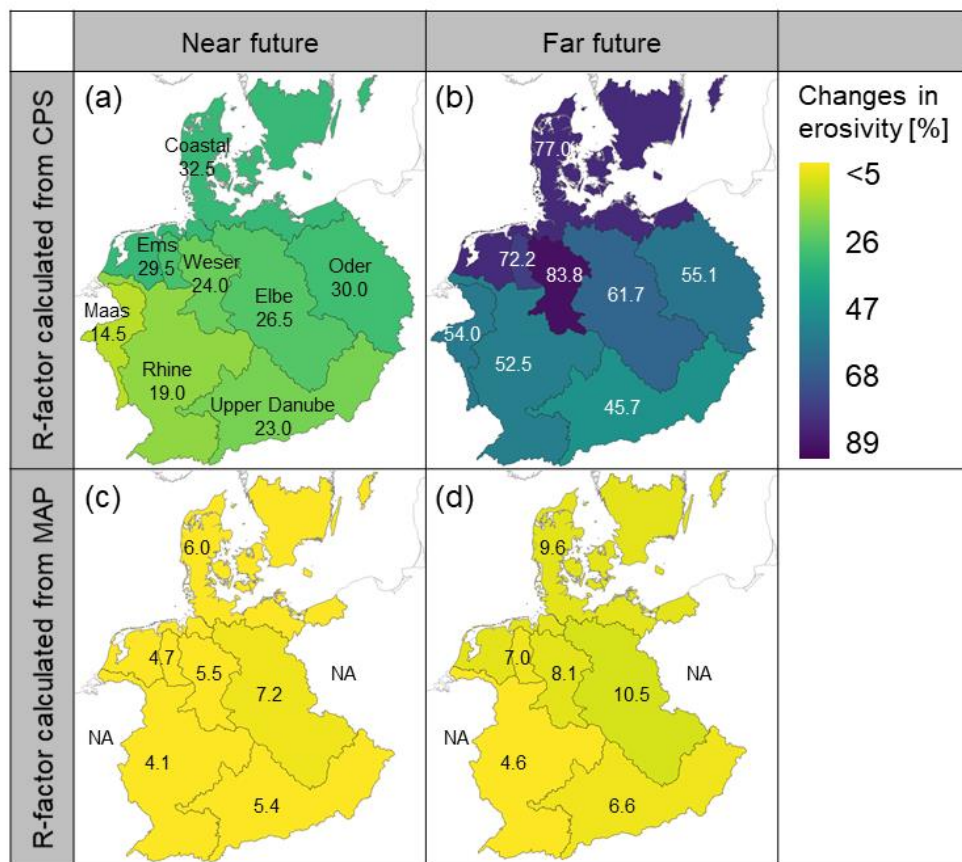 Near future
Far future
R-factor calculated from CPS
(a)
Coastal
32.5
Ems
29.5
Weser
24.0
Oder
30.0
Elbe
26.5
Maas
14.5
Rhine
19.0
Upper Danube
23.0
(b)
77.0
72.2
83.8
61.7
55.1
54.0
52.5
45.7
Changes in
erosivity [%]
<5
26
47
68
89
R-factor calculated from MAP
(c)
6.0
4.7
5.5
7.2
NA
NA
4.1
5.4
(d)
9.6
7.0
8.1
10.5
NA
NA
4.6
6.6